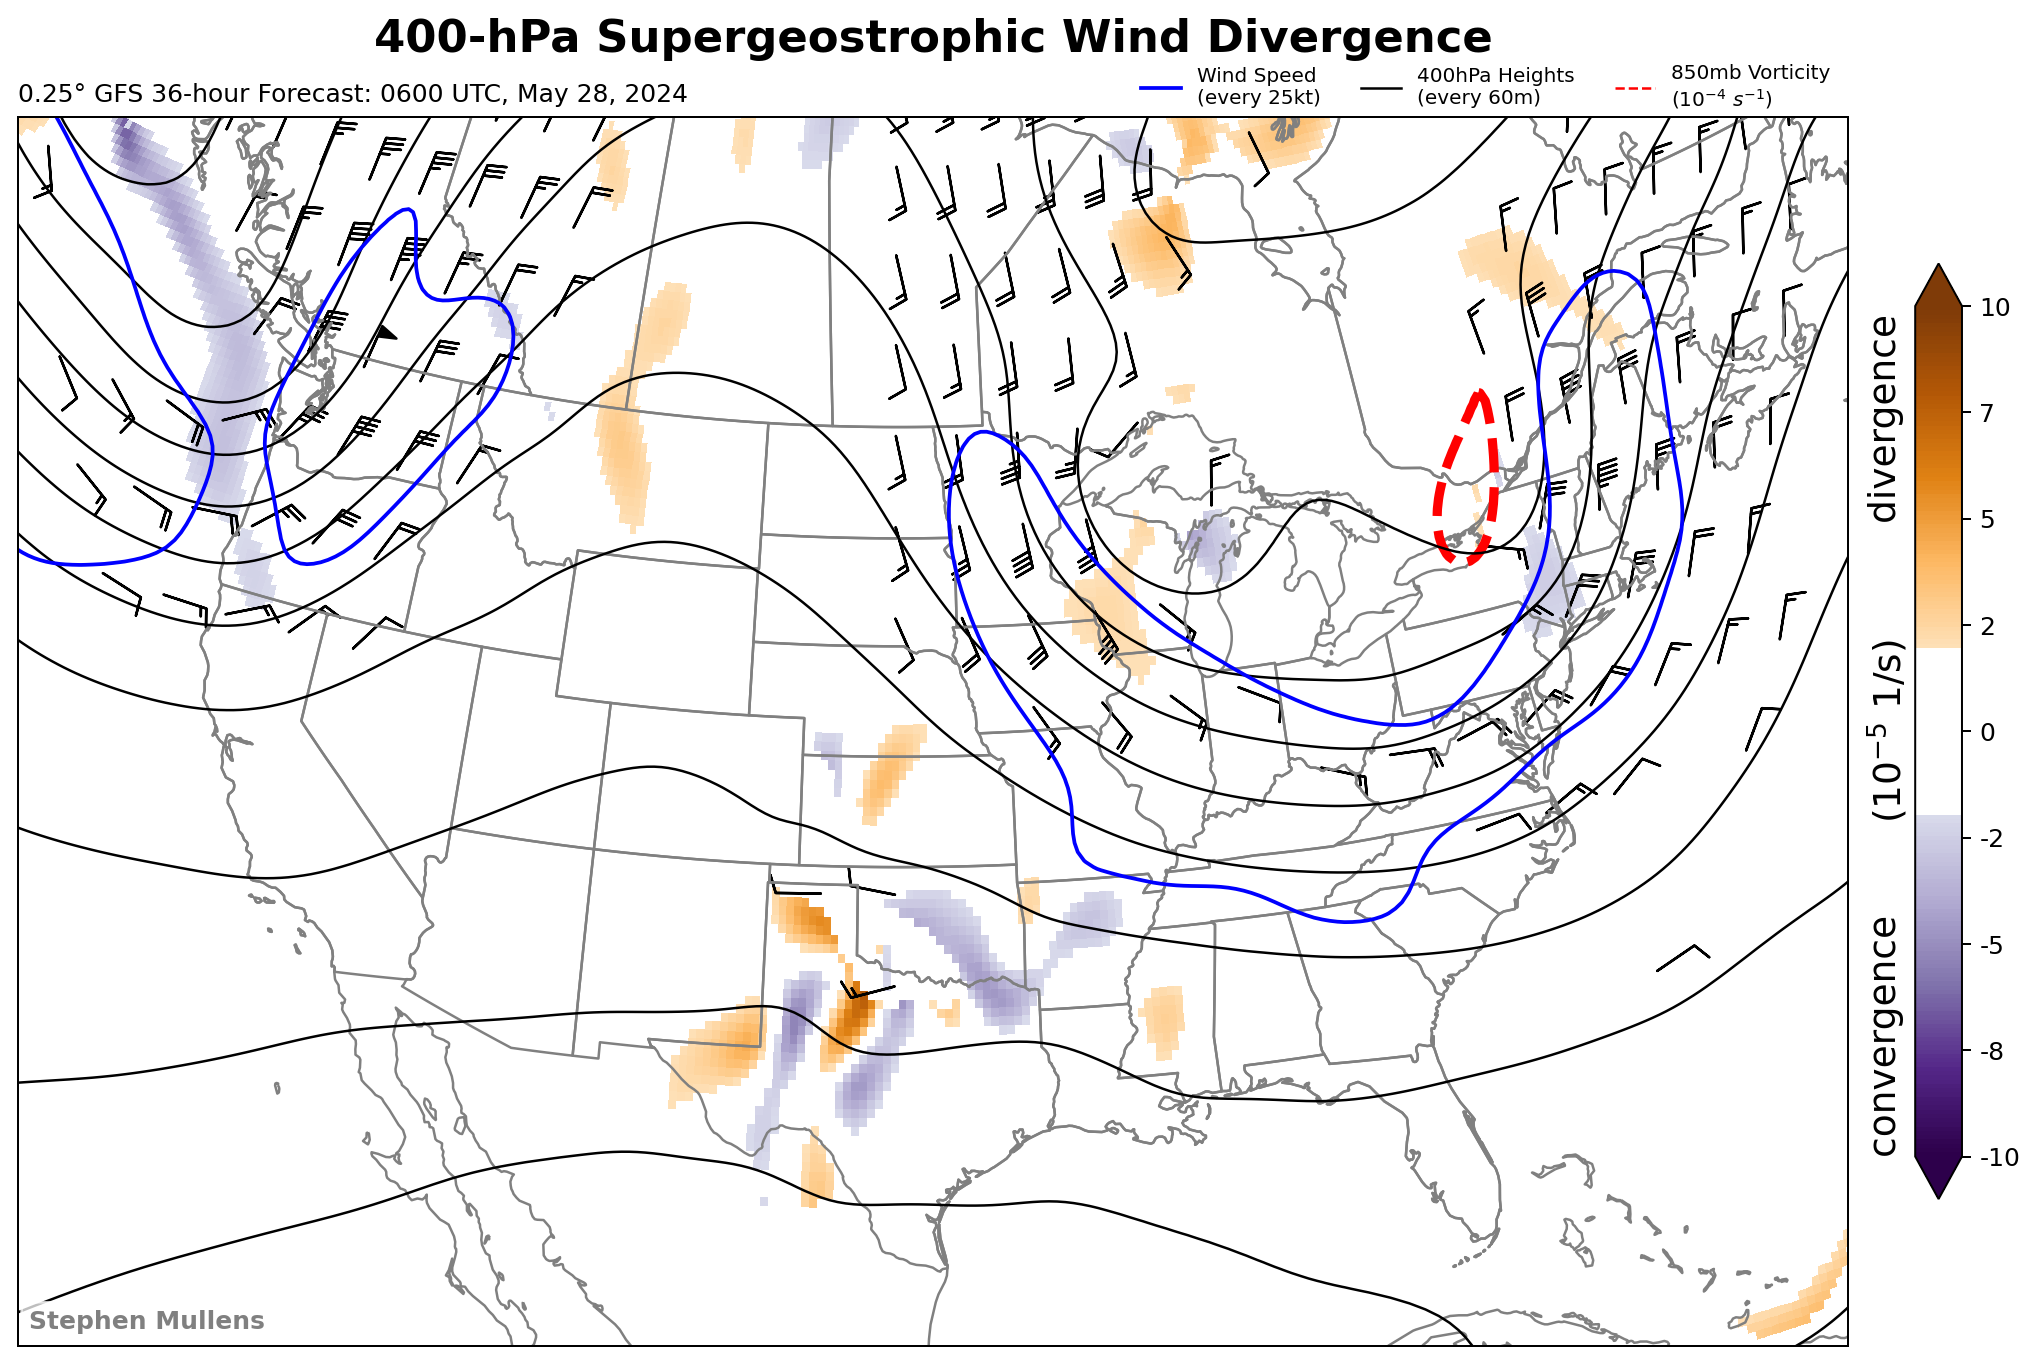 400-hPa Supergeostrophic Wind Divergence
0.25° GFS 36-hour Forecast: 0600 UTC, May 28, 2024
Wind Speed
(every 25kt)
400hPa Heights
(every 60m)
850mb Vorticity
(10⁻⁴ s⁻¹)
10
7
5
2
0
-2
-5
-8
-10
convergence (10⁻⁵ 1/s) divergence
Stephen Mullens